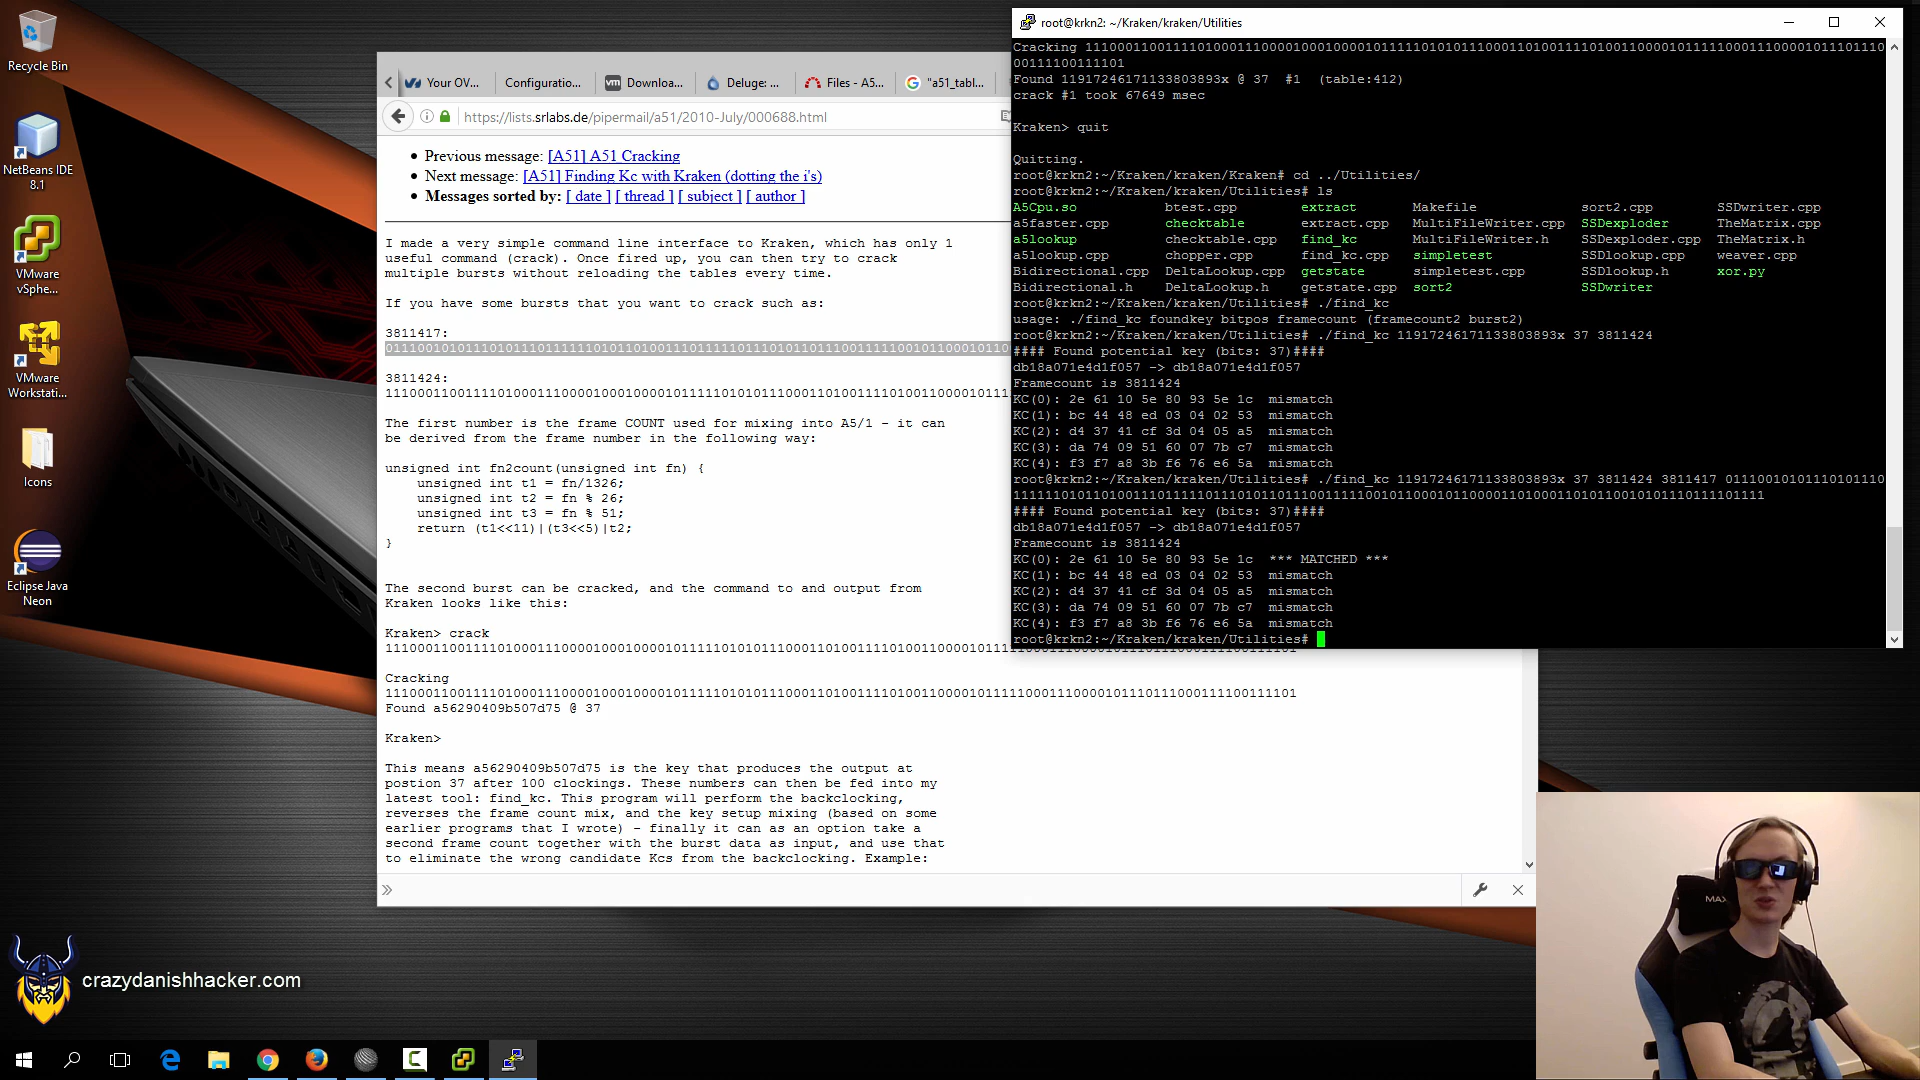 Recycle Bin
NetBeans IDE
8.1
VMware
vSphe...
VMware
Workstati...
Icons
Eclipse Java
Neon
crazydanishhacker.com
Your OV...
Configuratio...
vm Downloa...
Deluge: ...
Files - A5...
"a51_tabl...
https://lists.srlabs.de/pipermail/a51/2010-July/000688.html
• Previous message: [A51] A51 Cracking
• Next message: [A51] Finding Kc with Kraken (dotting the i's)
• Messages sorted by: [ date ] [ thread ] [ subject ] [ author ]
I made a very simple command line interface to Kraken, which has only 1
useful command (crack). Once fired up, you can then try to crack
multiple bursts without reloading the tables every time.
If you have some bursts that you want to crack such as:
3811417:
3811424:
The first number is the frame COUNT used for mixing into A5/1 - it can
be derived from the frame number in the following way:
unsigned int fn2count(unsigned int fn) {
unsigned int t1 = fn/1326;
unsigned int t2 = fn % 26;
unsigned int t3 = fn % 51;
return (t1<<11)|(t3<<5)|t2;
}
The second burst can be cracked, and the command to and output from
Kraken looks like this:
Kraken> crack
Cracking
111000110011110100011100001000100001011111010101110001101001111010011000010111110001110000101110111000111100111101
Found a56290409b507d75 @ 37
Kraken>
This means a56290409b507d75 is the key that produces the output at
postion 37 after 100 clockings. These numbers can then be fed into my
latest tool: find_kc. This program will perform the backclocking,
reverses the frame count mix, and the key setup mixing (based on some
earlier programs that I wrote) - finally it can as an option take a
second frame count together with the burst data as input, and use that
to eliminate the wrong candidate Kcs from the backclocking. Example:
root@krkn2: ~/Kraken/kraken/Utilities
Cracking 1110001100111101000111000010001000010111110101011100011010011110100110000101111100011100001011101110
00111100111101
Found 11917246171133803893x @ 37 #1 (table:412)
crack #1 took 67649 msec
Kraken> quit
Quitting.
root@krkn2:~/Kraken/kraken/Kraken# cd ../Utilities/
root@krkn2:~/Kraken/kraken/Utilities# ls
A5Cpu.so btest.cpp extract Makefile sort2.cpp SSDwriter.cpp
a5faster.cpp checktable extract.cpp MultiFileWriter.cpp SSDexploder TheMatrix.cpp
a5lookup checktable.cpp find_kc MultiFileWriter.h SSDexploder.cpp TheMatrix.h
a5lookup.cpp chopper.cpp find_kc.cpp simpletest SSDlookup.cpp weaver.cpp
Bidirectional.cpp DeltaLookup.cpp getstate simpletest.cpp SSDlookup.h xor.py
Bidirectional.h DeltaLookup.h getstate.cpp sort2 SSDwriter
root@krkn2:~/Kraken/kraken/Utilities# ./find_kc
usage: ./find_kc foundkey bitpos framecount (framecount2 burst2)
root@krkn2:~/Kraken/kraken/Utilities# ./find_kc 11917246171133803893x 37 3811424
#### Found potential key (bits: 37)####
db18a071e4d1f057 -> db18a071e4d1f057
Framecount is 3811424
KC(0): 2e 61 10 5e 80 93 5e 1c mismatch
KC(1): bc 44 48 ed 03 04 02 53 mismatch
KC(2): d4 37 41 cf 3d 04 05 a5 mismatch
KC(3): da 74 09 51 60 07 7b c7 mismatch
KC(4): f3 f7 a8 3b f6 76 e6 5a mismatch
root@krkn2:~/Kraken/kraken/Utilities# ./find_kc 11917246171133803893x 37 3811424 3811417
#### Found potential key (bits: 37)####
db18a071e4d1f057 -> db18a071e4d1f057
Framecount is 3811424
KC(0): 2e 61 10 5e 80 93 5e 1c *** MATCHED ***
KC(1): bc 44 48 ed 03 04 02 53 mismatch
KC(2): d4 37 41 cf 3d 04 05 a5 mismatch
KC(3): da 74 09 51 60 07 7b c7 mismatch
KC(4): f3 f7 a8 3b f6 76 e6 5a mismatch
root@krkn2:~/Kraken/kraken/Utilities#